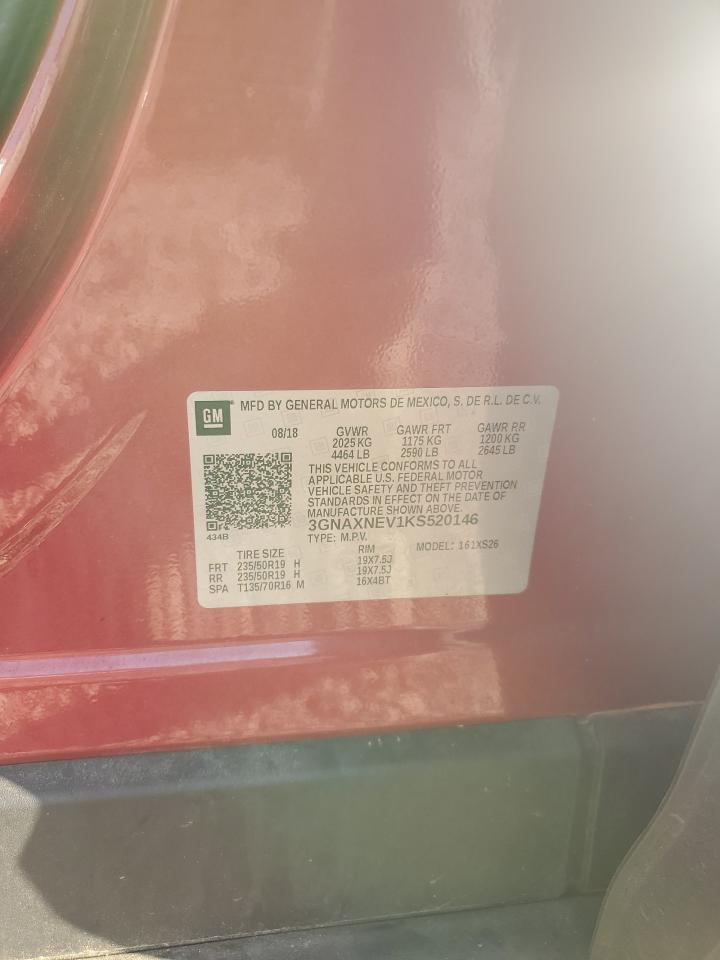 GM
MFD BY GENERAL MOTORS DE MEXICO, S. DE R.L. DE C.V.
08/18 GVWR GAWR FRT GAWR RR
2025 KG 1175 KG 1200 KG
4464 LB 2590 LB 2645 LB
THIS VEHICLE CONFORMS TO ALL
APPLICABLE U.S. FEDERAL MOTOR
VEHICLE SAFETY AND THEFT PREVENTION
STANDARDS IN EFFECT ON THE DATE OF
MANUFACTURE SHOWN ABOVE.
3GNAXNEV1KS520146
434B
TYPE: M.P.V. MODEL: 161XS26
TIRE SIZE RIM
FRT 235/50R19 H 19X7.5J
RR 235/50R19 H 19X7.5J
SPA T135/70R16 M 16X4BT